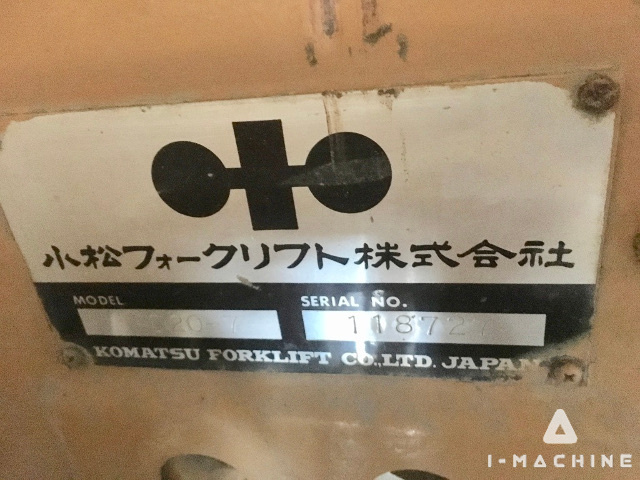 小松フォークリフト株式会社
MODEL
SERIAL NO.
KOMATSU FORKLIFT CO.,LTD. JAPAN
I-MACHINE